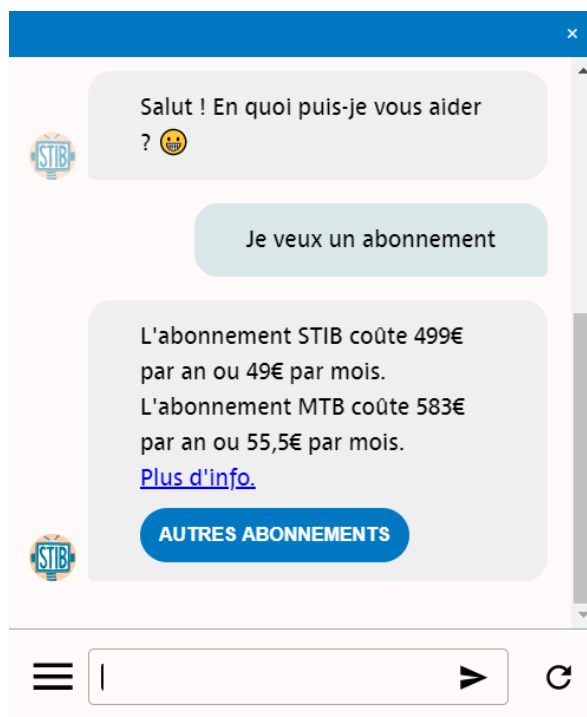 Salut ! En quoi puis-je vous aider
? 😀
STIB
Je veux un abonnement
L'abonnement STIB coûte 499€
par an ou 49€ par mois.
L'abonnement MTB coûte 583€
par an ou 55,5€ par mois.
Plus d'info.
AUTRES ABONNEMENTS
STIB